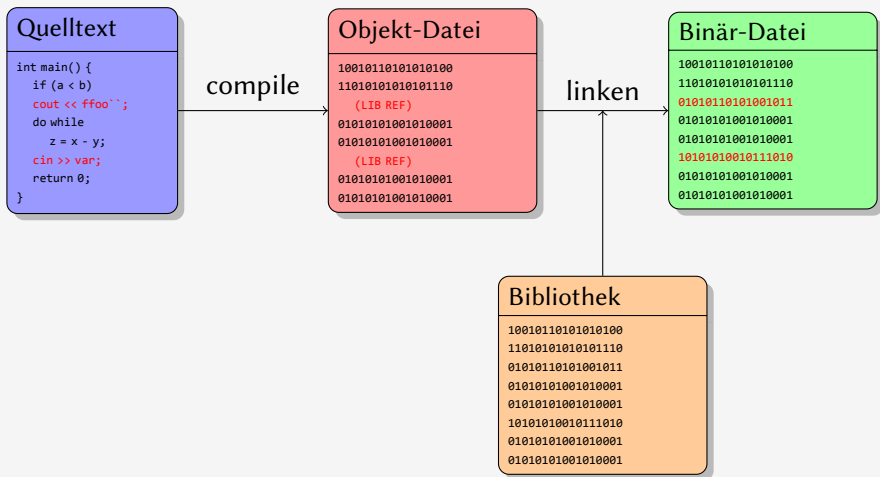 Quelltext
int main() {
if (a < b)
cout << ffoo``;
do while
z = x - y;
cin >> var;
return 0;
}
compile
Objekt-Datei
10010110101010100
11010101010101110
(LIB REF)
01010101001010001
01010101001010001
(LIB REF)
01010101001010001
01010101001010001
linken
Binär-Datei
10010110101010100
11010101010101110
01010110101001011
01010101001010001
01010101001010001
10101010010111010
01010101001010001
01010101001010001
Bibliothek
10010110101010100
11010101010101110
01010110101001011
01010101001010001
01010101001010001
10101010010111010
01010101001010001
01010101001010001